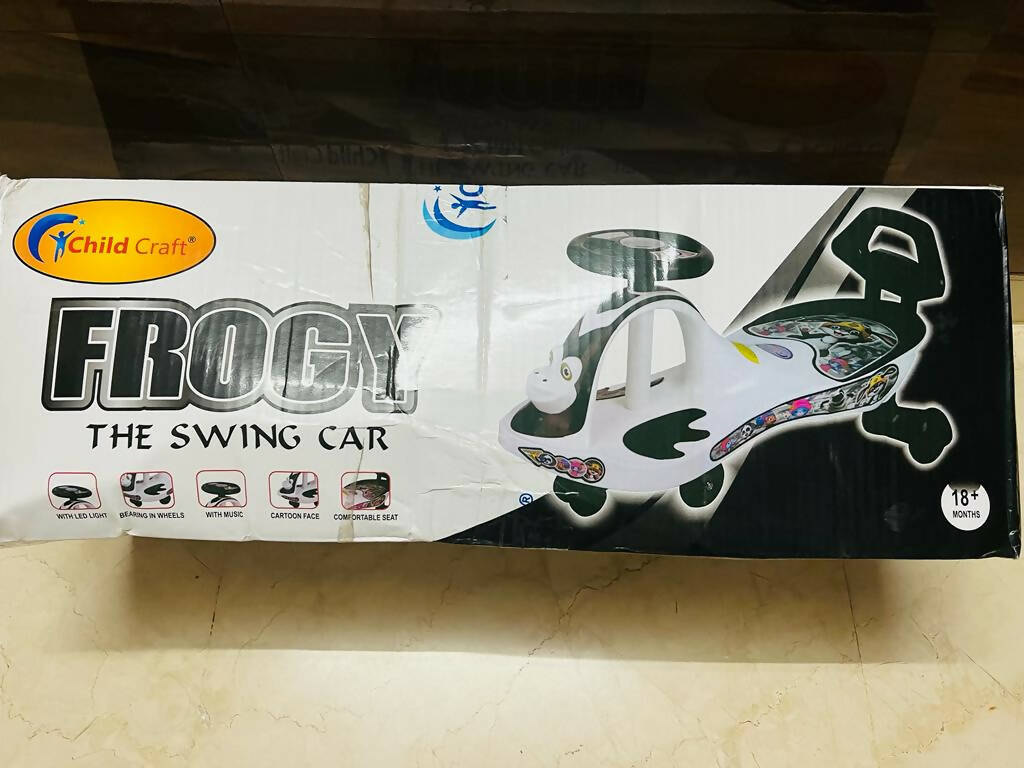 Child Craft®
FROGY
THE SWING CAR
WITH LED LIGHT
BEARING IN WHEELS
WITH MUSIC
CARTOON FACE
COMFORTABLE SEAT
®
18+
MONTHS